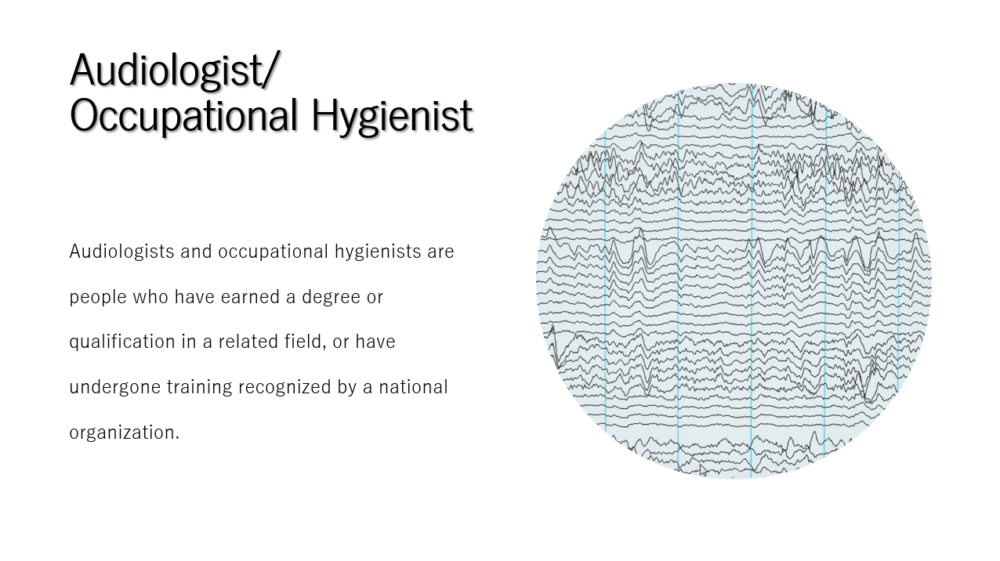 Audiologist/
Occupational Hygienist
Audiologists and occupational hygienists are
people who have earned a degree or
qualification in a related field, or have
undergone training recognized by a national
organization.